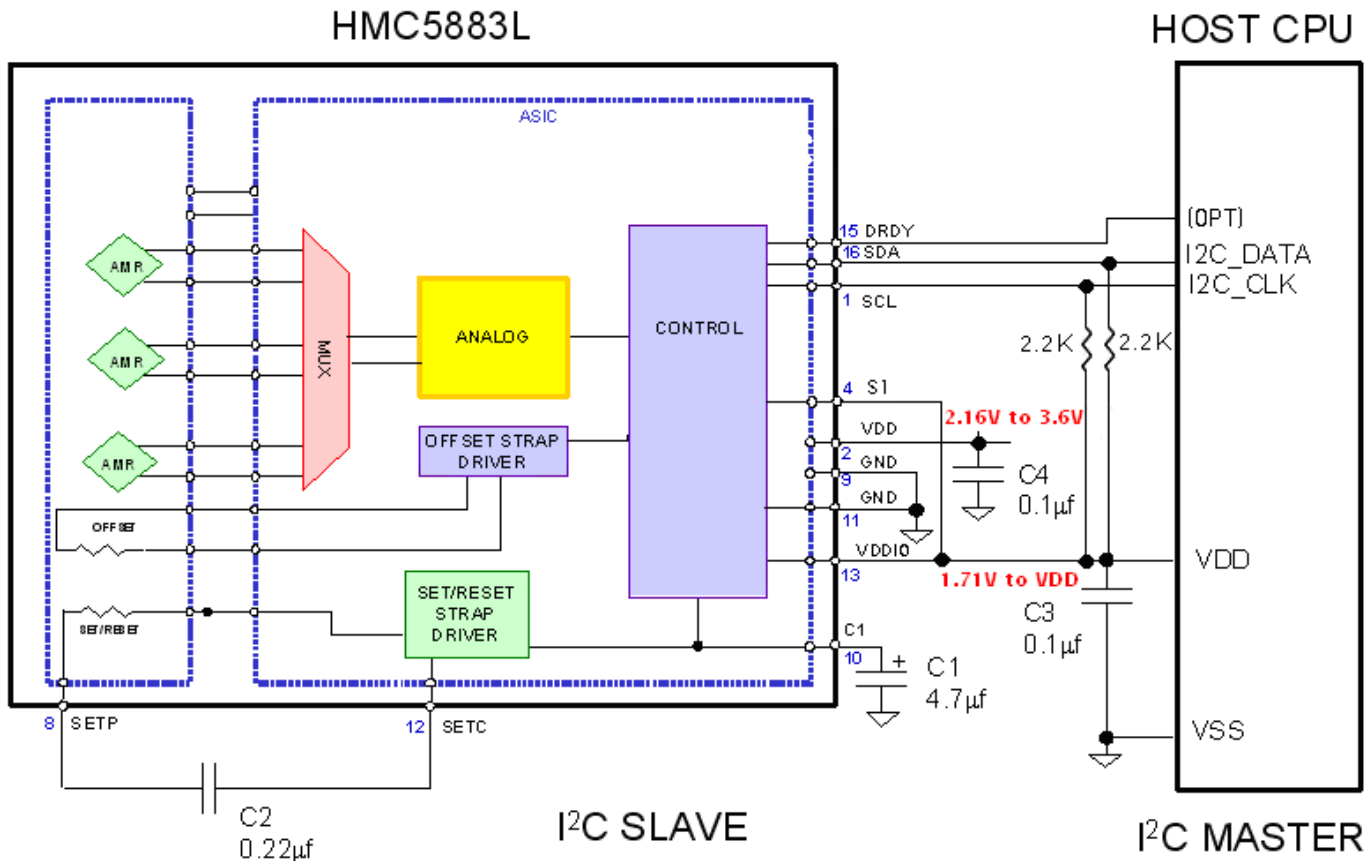 HMC5883L
HOST CPU
ASIC
AMR
AMR
AMR
MUX
ANALOG
CONTROL
OFFSET STRAP
DRIVER
OFFSET
SET/RESET
STRAP
DRIVER
SET/RESET
15 DRDY
16 SDA
1 SCL
4 S1
VDD
2
GND
9
GND
11
VDDIO
13
C1
10
(OPT)
I2C_DATA
I2C_CLK
2.2K
2.2K
2.16V to 3.6V
C4
0.1µf
1.71V to VDD
VDD
C3
0.1µf
C1
+
4.7µf
VSS
8 SETP
12 SETC
C2
0.22µf
I²C SLAVE
I²C MASTER